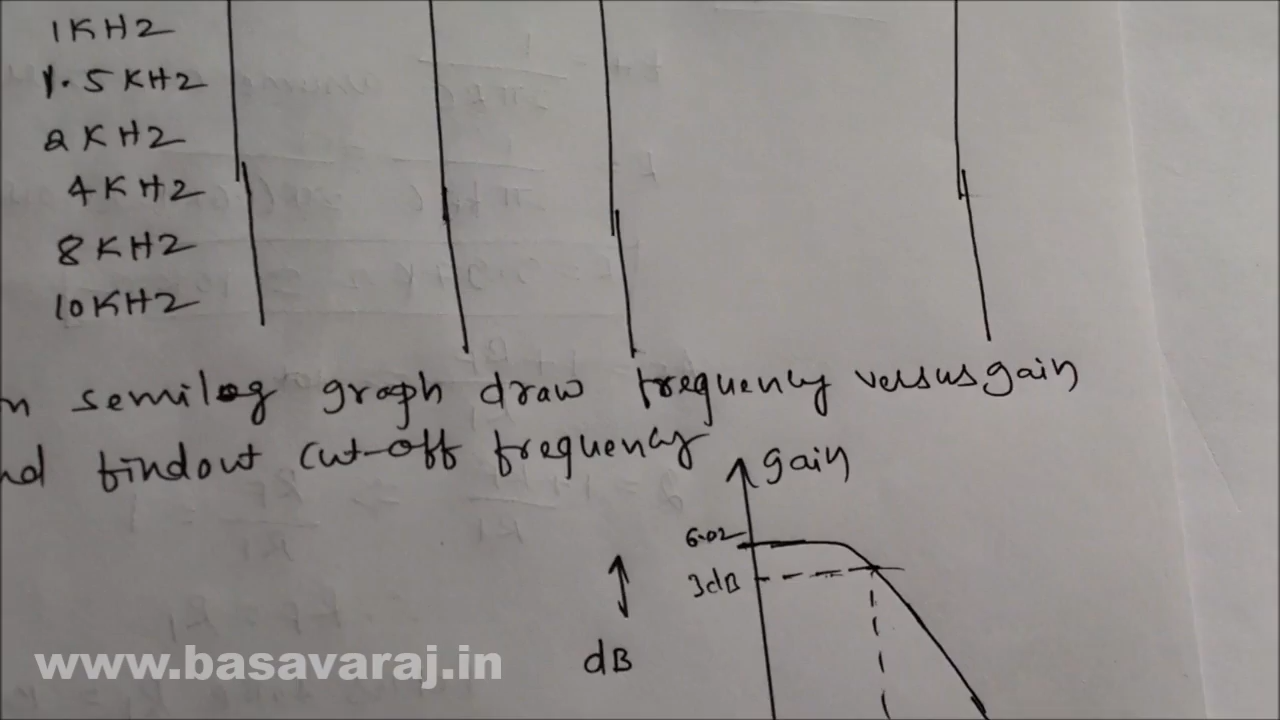 1KHZ
1.5KHZ
2KHZ
4KHZ
8KHZ
10KHZ
semilog graph draw frequency versus gain
findout cut-off frequency
gain
6.02
3dB
dB
www.basavaraj.in